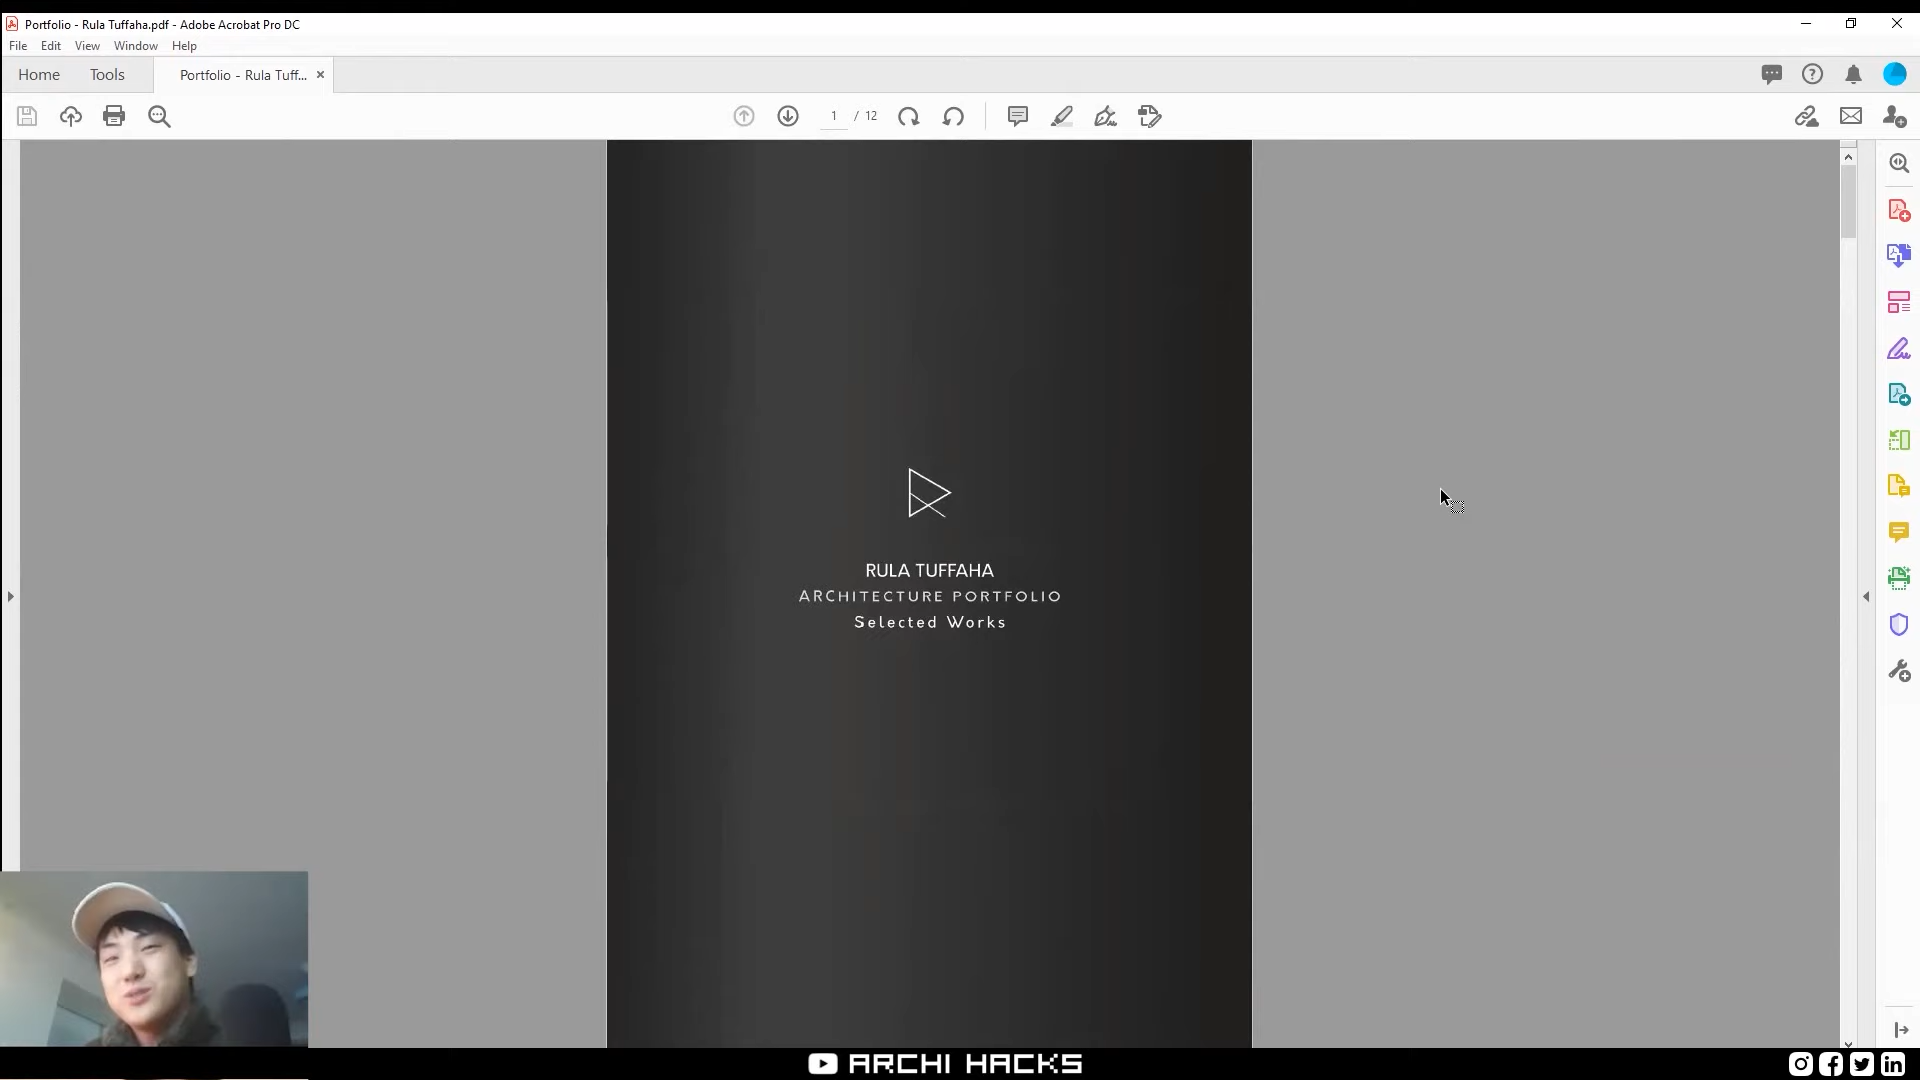 Portfolio - Rula Tuffaha.pdf - Adobe Acrobat Pro DC
File Edit View Window Help
Home Tools Portfolio - Rula Tuff...
1 / 12
RULA TUFFAHA
ARCHITECTURE PORTFOLIO
Selected Works
ARCHI HACKS